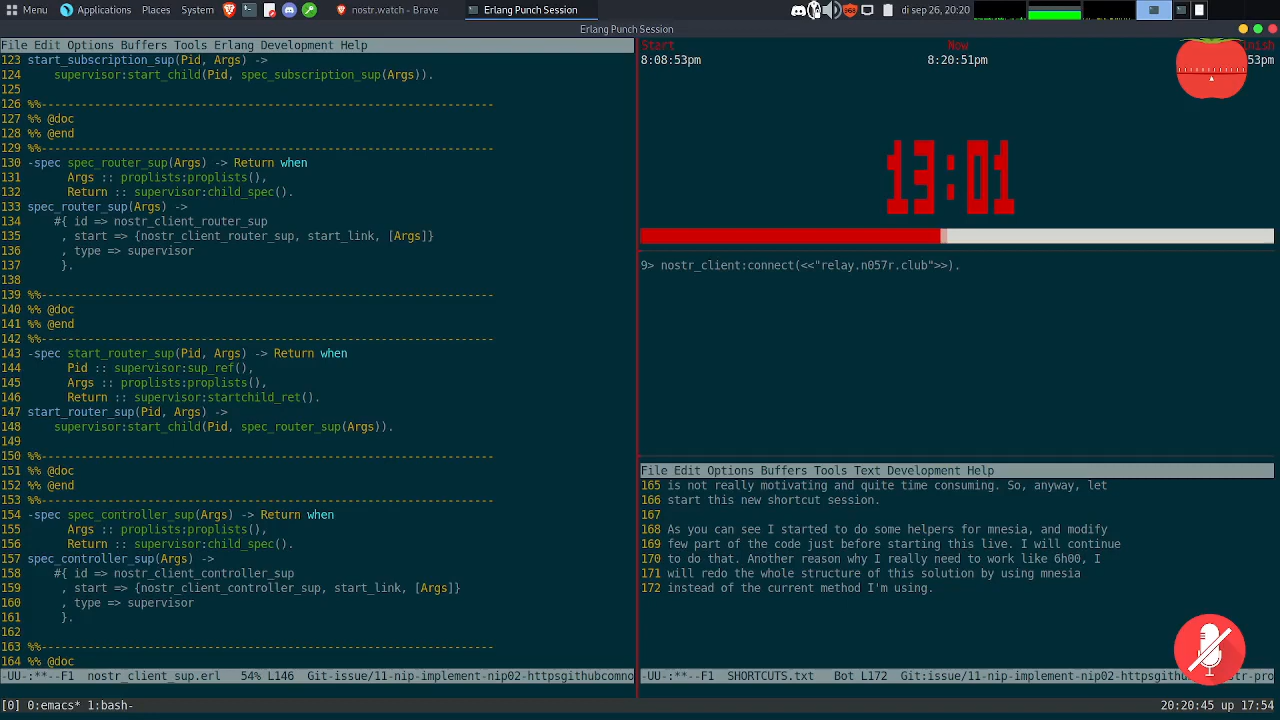 Menu Applications Places System nostr.watch - Brave Erlang Punch Session 968 di sep 26, 20:20
Erlang Punch Session
File Edit Options Buffers Tools Erlang Development Help
123 start_subscription_sup(Pid, Args) ->
124     supervisor:start_child(Pid, spec_subscription_sup(Args)).
125
126 %%--------------------------------------------------------------------
127 %% @doc
128 %% @end
129 %%--------------------------------------------------------------------
130 -spec spec_router_sup(Args) -> Return when
131       Args :: proplists:proplists(),
132       Return :: supervisor:child_spec().
133 spec_router_sup(Args) ->
134     #{ id => nostr_client_router_sup
135      , start => {nostr_client_router_sup, start_link, [Args]}
136      , type => supervisor
137      }.
138
139 %%--------------------------------------------------------------------
140 %% @doc
141 %% @end
142 %%--------------------------------------------------------------------
143 -spec start_router_sup(Pid, Args) -> Return when
144       Pid :: supervisor:sup_ref(),
145       Args :: proplists:proplists(),
146       Return :: supervisor:startchild_ret().
147 start_router_sup(Pid, Args) ->
148     supervisor:start_child(Pid, spec_router_sup(Args)).
149
150 %%--------------------------------------------------------------------
151 %% @doc
152 %% @end
153 %%--------------------------------------------------------------------
154 -spec spec_controller_sup(Args) -> Return when
155       Args :: proplists:proplists(),
156       Return :: supervisor:child_spec().
157 spec_controller_sup(Args) ->
158     #{ id => nostr_client_controller_sup
159      , start => {nostr_client_controller_sup, start_link, [Args]}
160      , type => supervisor
161      }.
162
163 %%--------------------------------------------------------------------
164 %% @doc
-UU-:**--F1  nostr_client_sup.erl   54% L146  Git-issue/11-nip-implement-nip02-httpsgithubcomno
Start Now inish
8:08:53pm 8:20:51pm 53pm
13:01
9> nostr_client:connect(<<"relay.n057r.club">>).
File Edit Options Buffers Tools Text Development Help
165 is not really motivating and quite time consuming. So, anyway, let
166 start this new shortcut session.
167
168 As you can see I started to do some helpers for mnesia, and modify
169 few part of the code just before starting this live. I will continue
170 to do that. Another reason why I really need to work like 6h00, I
171 will redo the whole structure of this solution by using mnesia
172 instead of the current method I'm using.
-UU-:**--F1  SHORTCUTS.txt   Bot L172   Git:issue/11-nip-implement-nip02-httpsgithub str-pro
[0] 0:emacs* 1:bash- 20:20:45 up 17:54